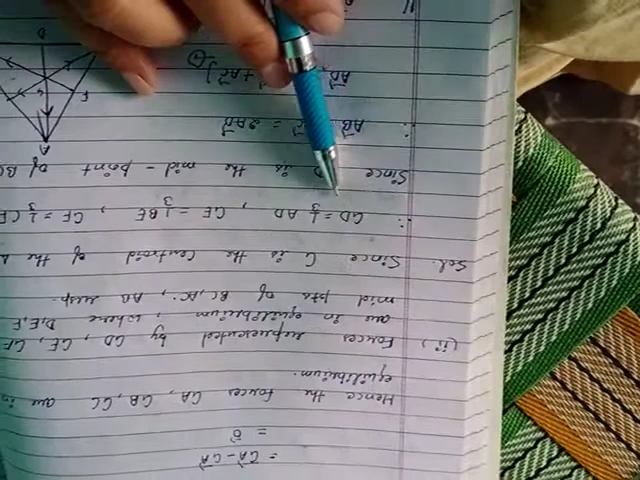 = GA - GA
= 0
Hence the forces GA, GB, GC are in
equilibrium.
(ii) Forces represented by GD, GE, GF
are in equilibrium, where D,E,F
mid pts of BC, AC, AB resp.
Sol. Since G is the centroid of the
∴ GD = 1/3 AD , GE = 1/3 BE , GF = 1/3 CF
Since D is the mid - point of BC
∴ AB = 2AD
D
F
G
A